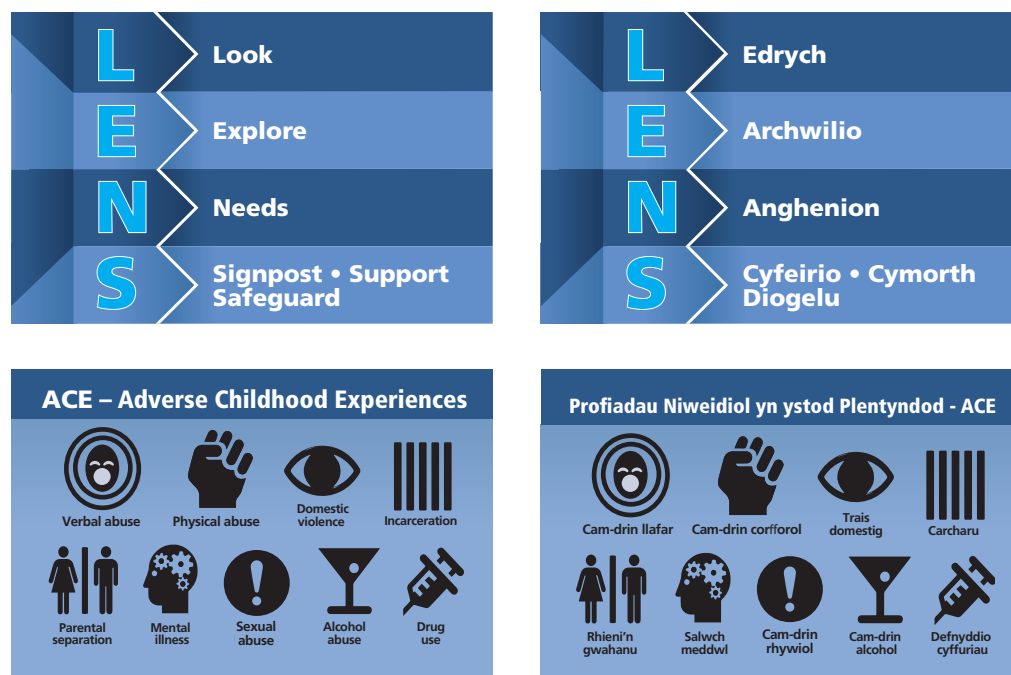 L Look
E Explore
N Needs
S Signpost • Support
Safeguard
L Edrych
E Archwilio
N Anghenion
S Cyfeirio • Cymorth
Diogelu
ACE – Adverse Childhood Experiences
Verbal abuse
Physical abuse
Domestic
violence
Incarceration
Parental
separation
Mental
illness
Sexual
abuse
Alcohol
abuse
Drug
use
Profiadau Niweidiol yn ystod Plentyndod - ACE
Cam-drin llafar
Cam-drin corfforol
Trais
domestig
Carcharu
Rhieni'n
gwahanu
Salwch
meddwl
Cam-drin
rhywiol
Cam-drin
alcohol
Defnyddio
cyffuriau